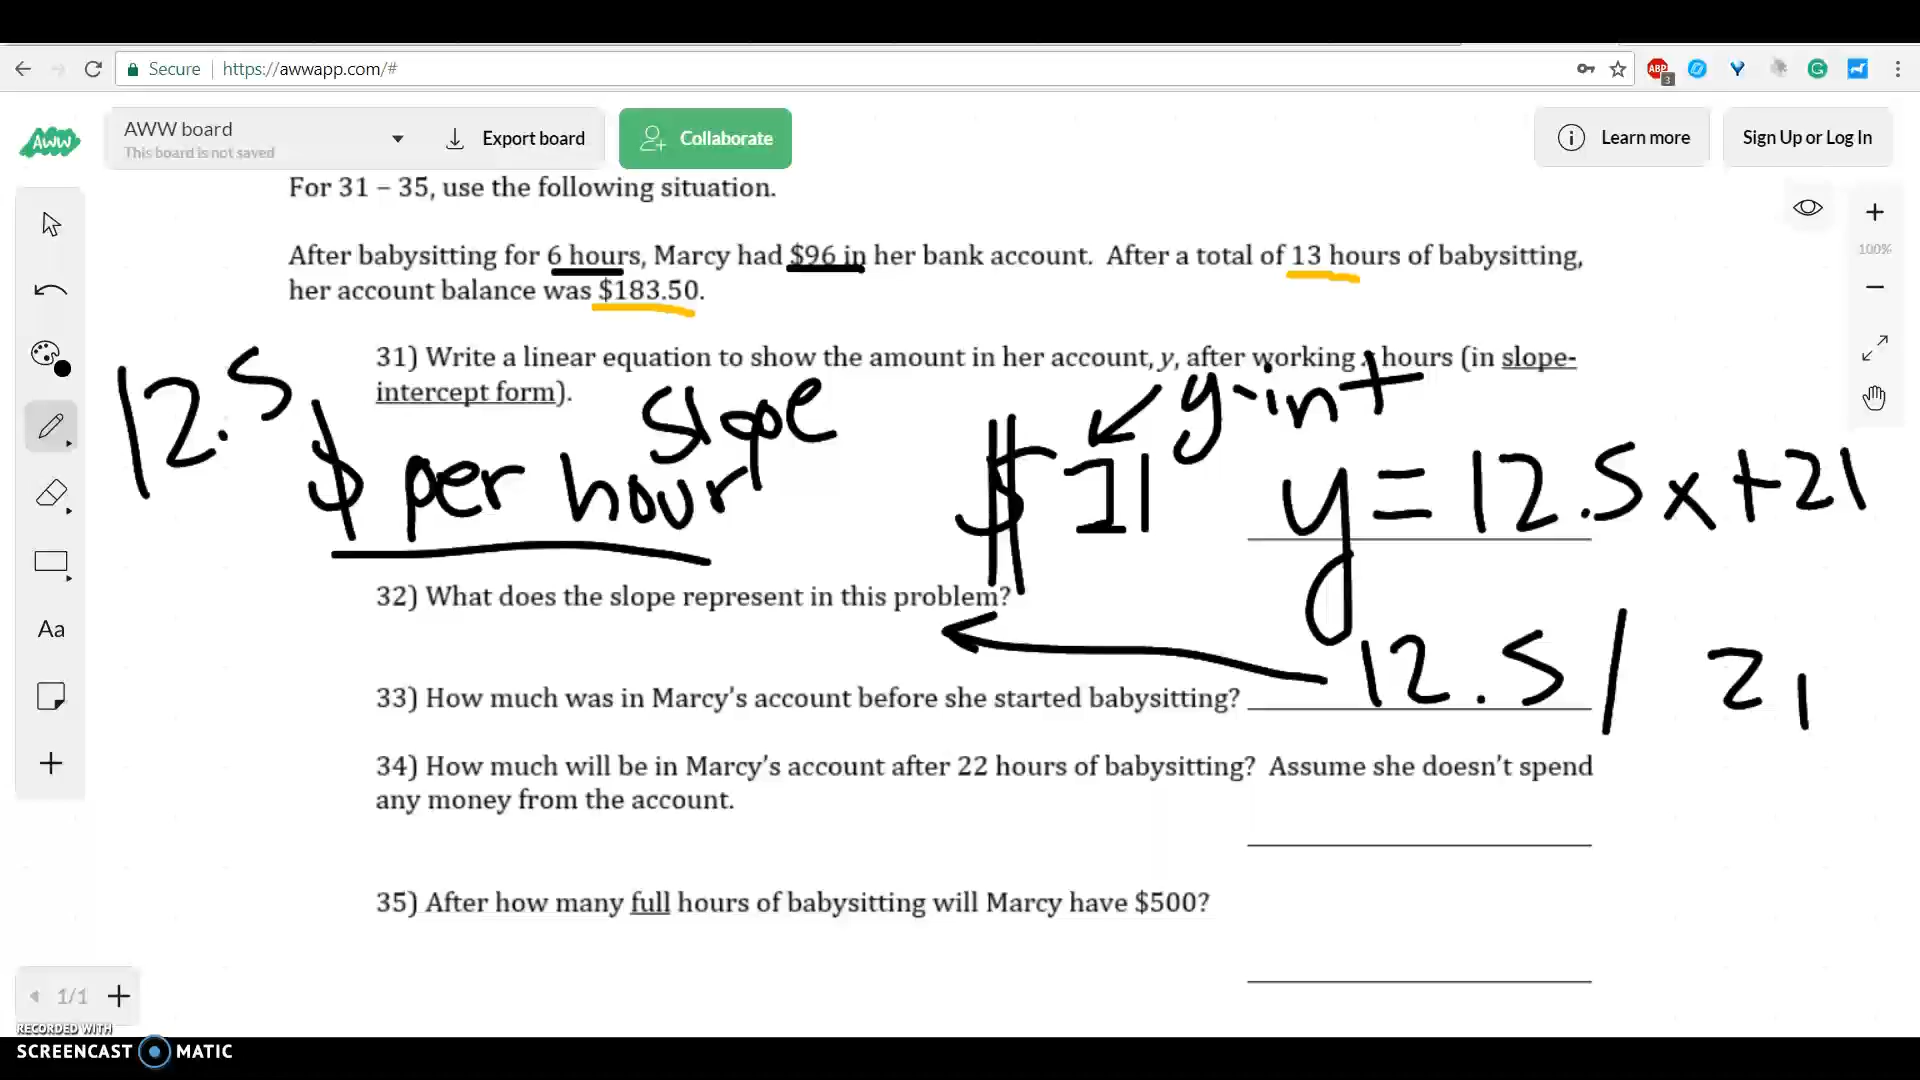 Secure | https://awwapp.com/#
ABP
3
AWW
AWW board
This board is not saved
Export board
Collaborate
Learn more
Sign Up or Log In
100%
For 31 – 35, use the following situation.
After babysitting for 6 hours, Marcy had $96 in her bank account. After a total of 13 hours of babysitting,
her account balance was $183.50.
31) Write a linear equation to show the amount in her account, y, after working hours (in slope-
intercept form).
12.5
$ per hour
slope
$ 21
y-int
y = 12.5x+21
32) What does the slope represent in this problem?
12.5 / 21
33) How much was in Marcy's account before she started babysitting?
34) How much will be in Marcy's account after 22 hours of babysitting? Assume she doesn't spend
any money from the account.
35) After how many full hours of babysitting will Marcy have $500?
Aa
1/1
RECORDED WITH
SCREENCAST MATIC